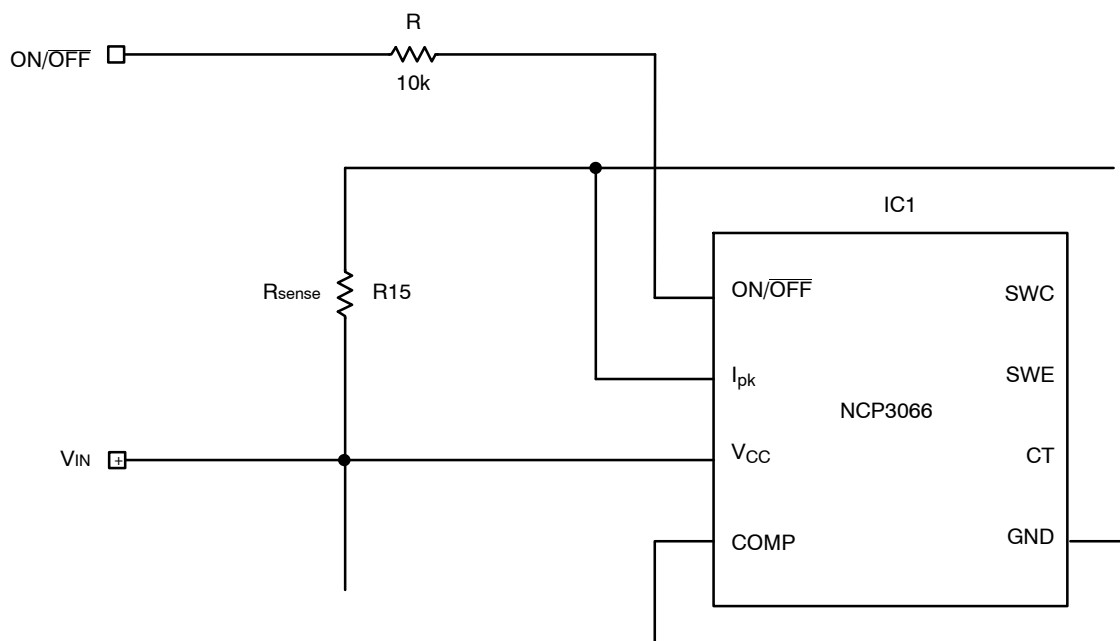 R
ON/OFF
10k
IC1
Rsense
R15
ON/OFF
SWC
Ipk
SWE
NCP3066
VIN
+
VCC
CT
COMP
GND